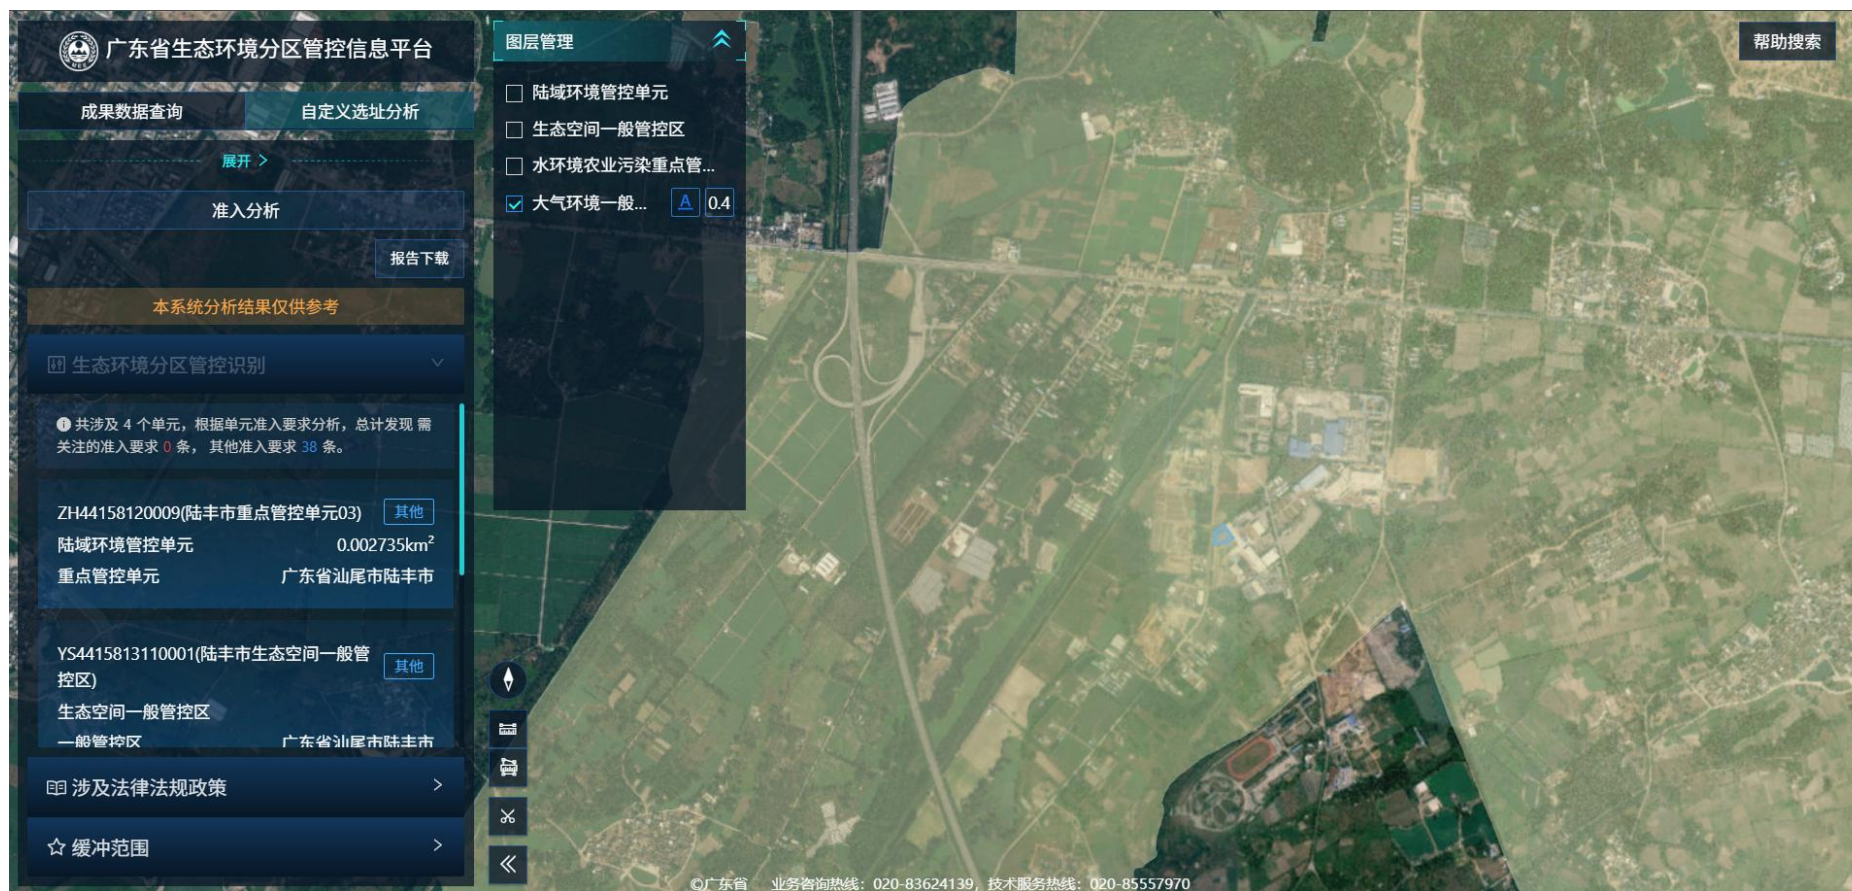 广东省生态环境分区管控信息平台
成果数据查询
自定义选址分析
展开 >
准入分析
报告下载
本系统分析结果仅供参考
生态环境分区管控识别
共涉及 4 个单元，根据单元准入要求分析，总计发现 需
关注的准入要求 0 条， 其他准入要求 38 条。
ZH44158120009(陆丰市重点管控单元03)
其他
陆域环境管控单元
0.002735km²
重点管控单元
广东省汕尾市陆丰市
YS4415813110001(陆丰市生态空间一般管
控区)
其他
生态空间一般管控区
一般管控区
广东省汕尾市陆丰市
涉及法律法规政策
缓冲范围
图层管理
陆域环境管控单元
生态空间一般管控区
水环境农业污染重点管...
大气环境一般...
A
0.4
帮助搜索
©广东省 业务咨询热线：020-83624139，技术服务热线：020-85557970